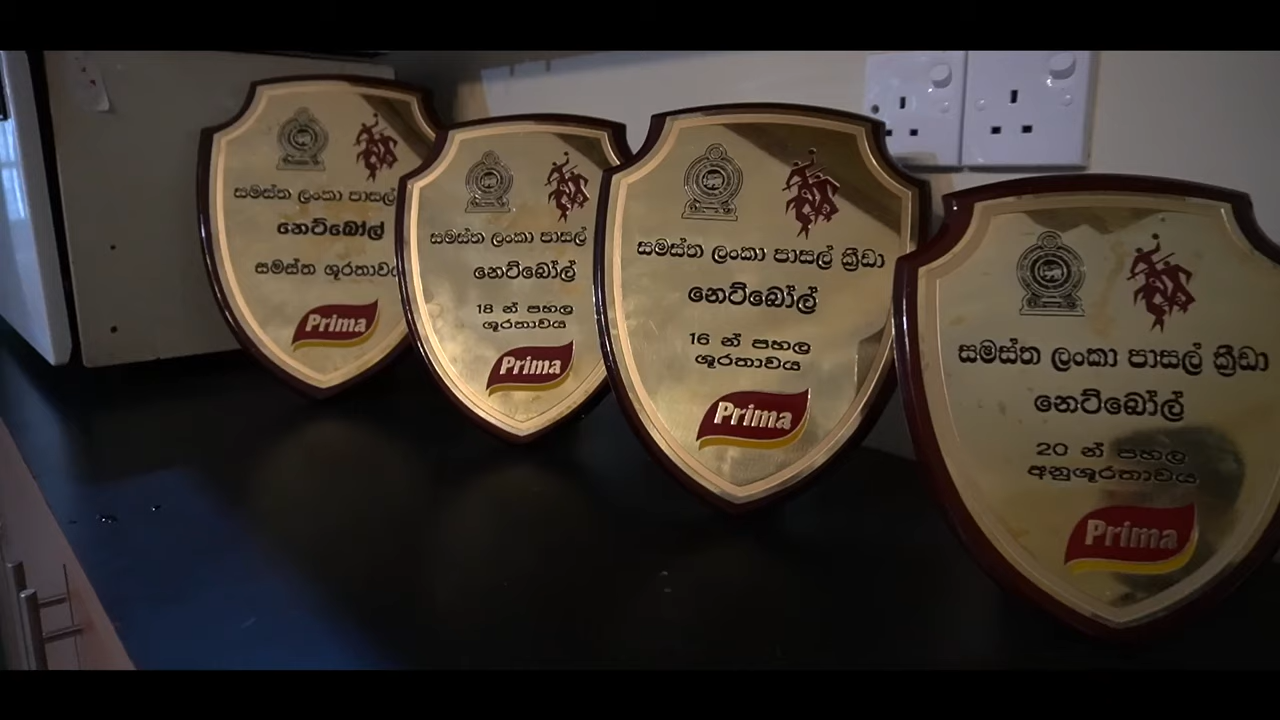 සමස්ත ලංකා පාසල්
නෙට්බෝල්
සමස්ත ශූරතාවය
Prima
සමස්ත ලංකා පාසල්
නෙට්බෝල්
18 න් පහල
ශූරතාවය
Prima
සමස්ත ලංකා පාසල් ක්‍රීඩා
නෙට්බෝල්
16 න් පහල
ශූරතාවය
Prima
සමස්ත ලංකා පාසල් ක්‍රීඩා
නෙට්බෝල්
20 න් පහල
අනුශූරතාවය
Prima